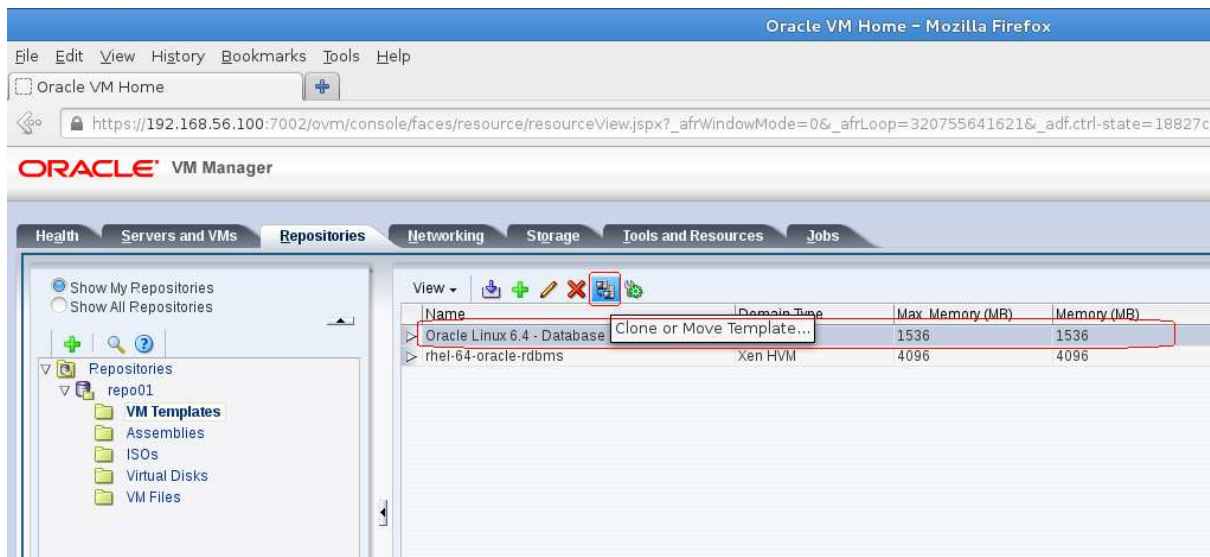 Oracle VM Home - Mozilla Firefox
File Edit View History Bookmarks Tools Help
Oracle VM Home
https://192.168.56.100:7002/ovm/console/faces/resource/resourceView.jspx?_afrWindowMode=0&_afrLoop=320755641621&_adf.ctrl-state=18827c
ORACLE VM Manager
Health Servers and VMs Repositories Networking Storage Tools and Resources Jobs
Show My Repositories
Show All Repositories
Repositories
repo01
VM Templates
Assemblies
ISOs
Virtual Disks
VM Files
View
Name Domain Type Max. Memory (MB) Memory (MB)
Oracle Linux 6.4 - Database 1536 1536
Clone or Move Template...
rhel-64-oracle-rdbms Xen HVM 4096 4096